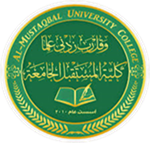 AL-MUSTAQBAL UNIVERSITY COLLEGE
وقل رب زدني علما
كلية المستقبل الجامعة